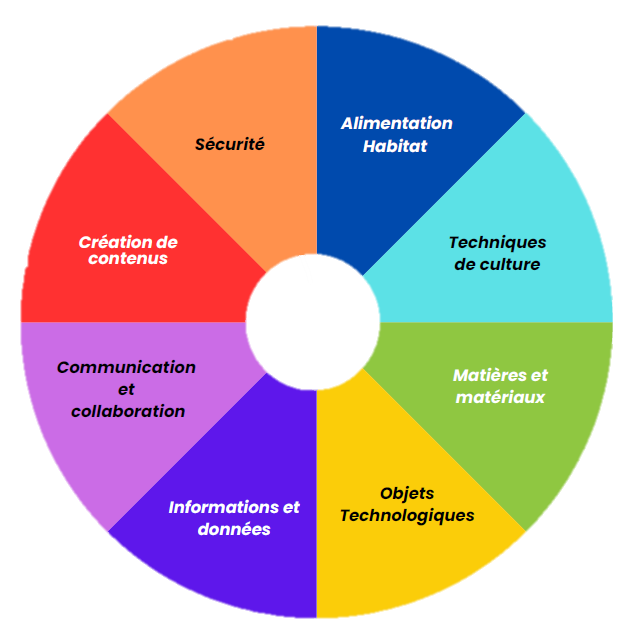 Alimentation
Habitat
Techniques
de culture
Matières et
matériaux
Objets
Technologiques
Informations et
données
Communication
et
collaboration
Création de
contenus
Sécurité